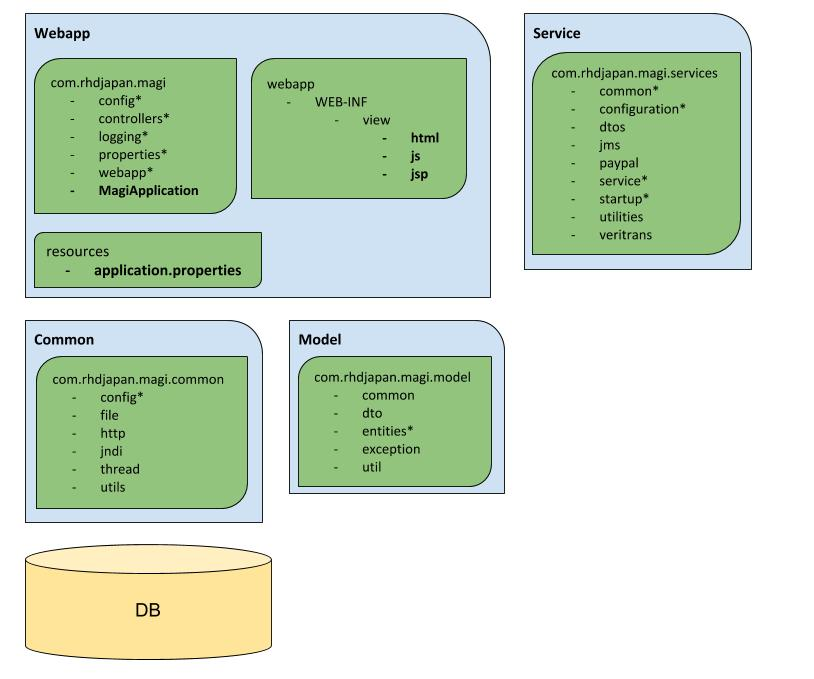 Webapp
com.rhdjapan.magi
- config*
- controllers*
- logging*
- properties*
- webapp*
- MagiApplication
webapp
- WEB-INF
- view
- html
- js
- jsp
resources
- application.properties
Service
com.rhdjapan.magi.services
- common*
- configuration*
- dtos
- jms
- paypal
- service*
- startup*
- utilities
- veritrans
Common
com.rhdjapan.magi.common
- config*
- file
- http
- jndi
- thread
- utils
Model
com.rhdjapan.magi.model
- common
- dto
- entities*
- exception
- util
DB